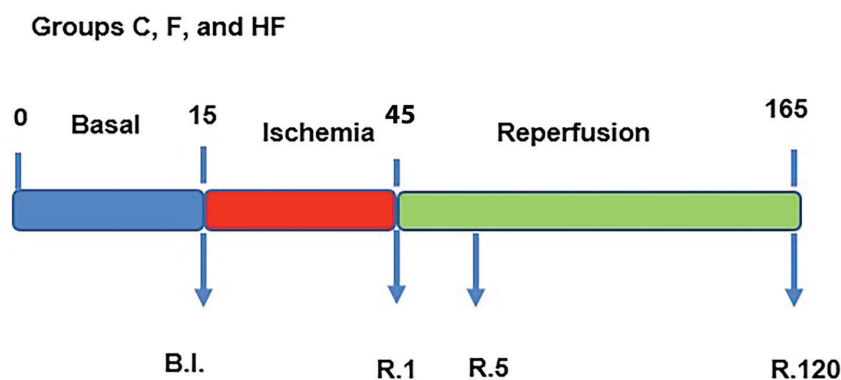 Groups C, F, and HF
0 Basal 15 Ischemia 45 Reperfusion 165
B.I. R.1 R.5 R.120